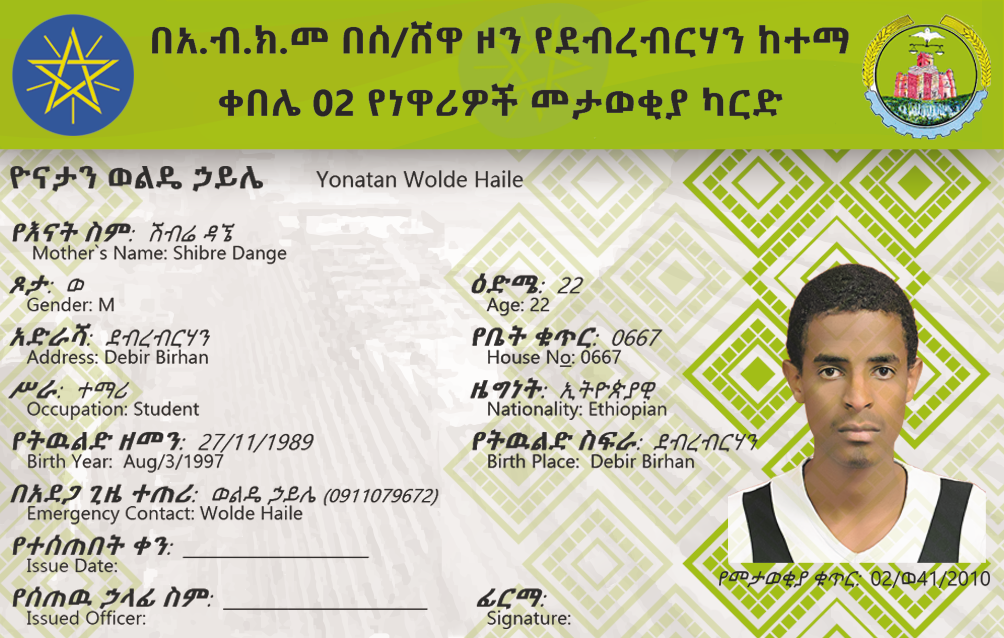 በአ.ብ.ክ.መ በሰ/ሸዋ ዞን የደብረብርሃን ከተማ
ቀበሌ 02 የነዋሪዎች መታወቂያ ካርድ
ዮናታን ወልዴ ኃይሌ Yonatan Wolde Haile
የእናት ስም: ሽብሬ ዳኜ
Mother`s Name: Shibre Dange
ጾታ: ወ ዕድሜ: 22
Gender: M Age: 22
አድራሻ: ደብረብርሃን የቤት ቁጥር: 0667
Address: Debir Birhan House No: 0667
ሥራ: ተማሪ ዜግነት: ኢትዮጵያዊ
Occupation: Student Nationality: Ethiopian
የትዉልድ ዘመን: 27/11/1989 የትዉልድ ስፍራ: ደብረብርሃን
Birth Year: Aug/3/1997 Birth Place: Debir Birhan
በአደጋ ጊዜ ተጠሪ: ወልዴ ኃይሌ (0911079672)
Emergency Contact: Wolde Haile
የተሰጠበት ቀን:
Issue Date:
የመታወቂያ ቁጥር: 02/ወ41/2010
የሰጠዉ ኃላፊ ስም: ፊርማ:
Issued Officer: Signature: